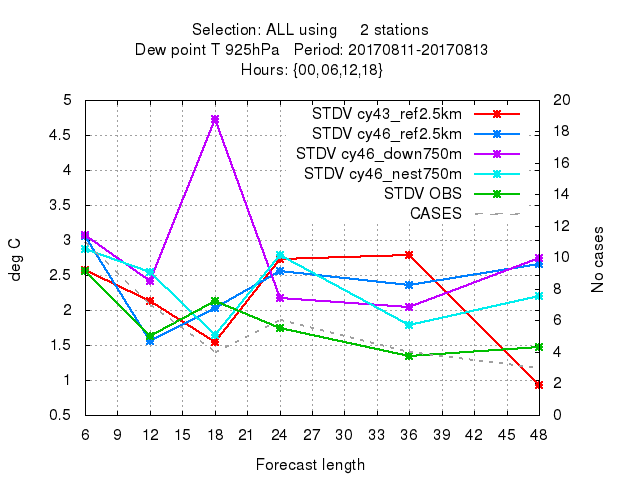 Selection: ALL using 2 stations
Dew point T 925hPa Period: 20170811-20170813
Hours: {00,06,12,18}
STDV cy43_ref2.5km
STDV cy46_ref2.5km
STDV cy46_down750m
STDV cy46_nest750m
STDV OBS
CASES
deg C
5
4.5
4
3.5
3
2.5
2
1.5
1
0.5
No cases
20
18
16
14
12
10
8
6
4
2
0
6 9 12 15 18 21 24 27 30 33 36 39 42 45 48
Forecast length